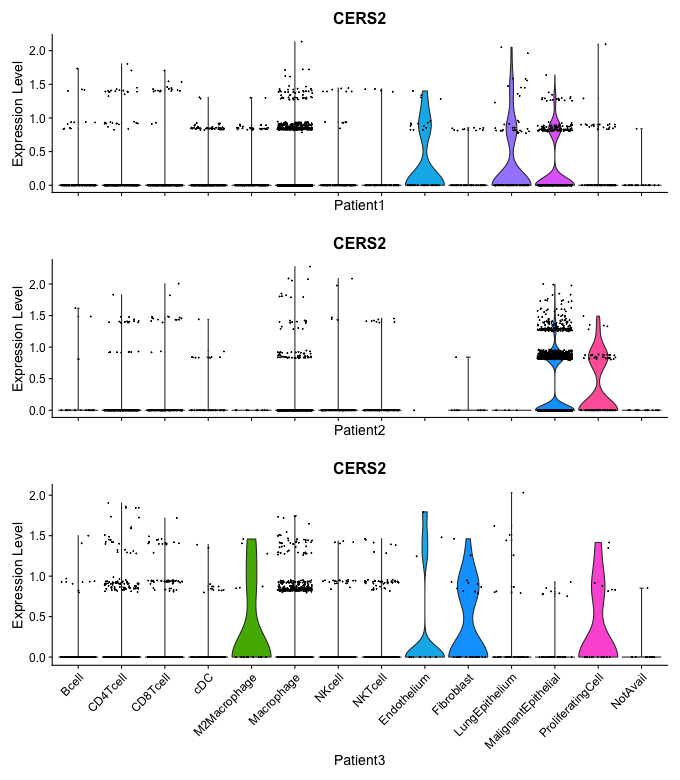 CERS2
Expression Level
2.0
1.5
1.0
0.5
0.0
Patient1
CERS2
Expression Level
2.0
1.5
1.0
0.5
0.0
Patient2
CERS2
Expression Level
2.0
1.5
1.0
0.5
0.0
Bcell
CD4Tcell
CD8Tcell
cDC
M2Macrophage
Macrophage
NKcell
NKTcell
Endothelium
Fibroblast
LungEpithelium
MalignantEpithelial
ProliferatingCell
NotAvail
Patient3